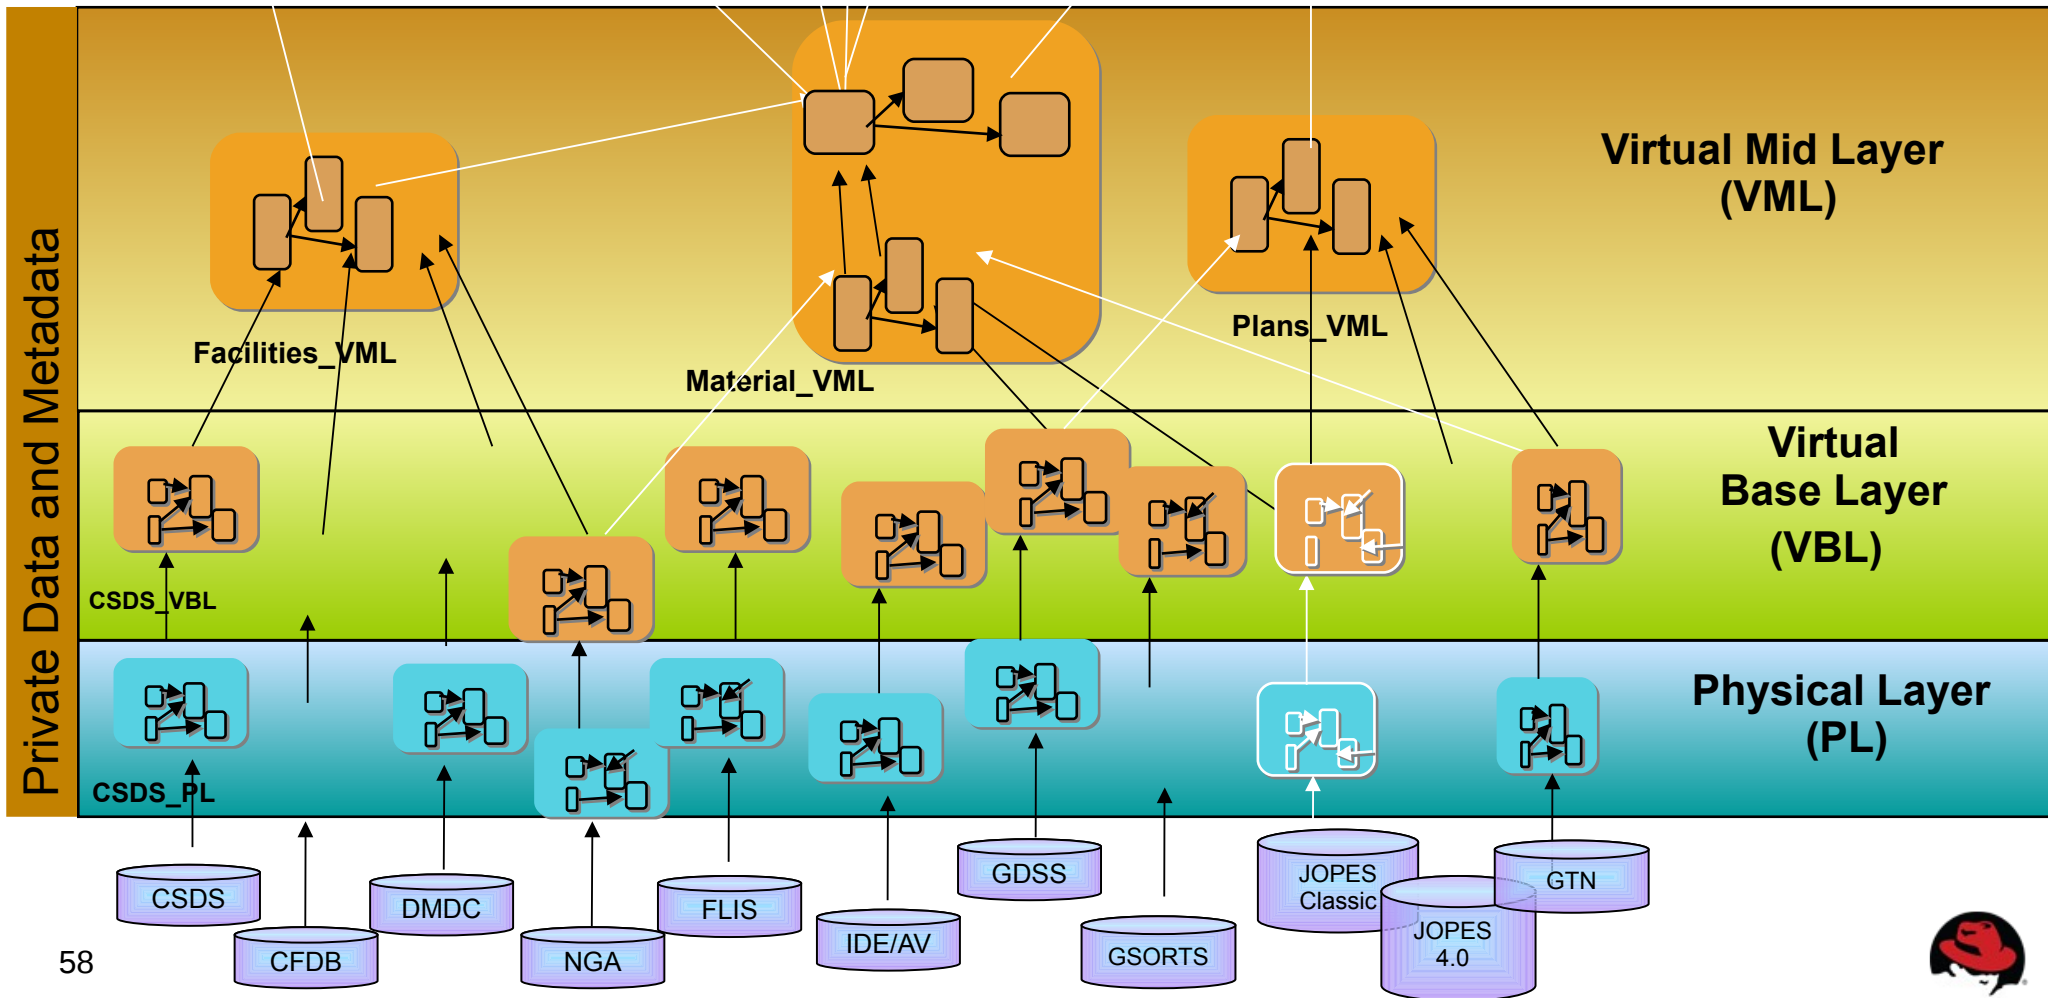 Private Data and Metadata
Virtual Mid Layer
(VML)
Facilities_VML
Material_VML
Plans_VML
Virtual
Base Layer
(VBL)
CSDS_VBL
Physical Layer
(PL)
CSDS_PL
CSDS
CFDB
DMDC
NGA
FLIS
IDE/AV
GDSS
GSORTS
JOPES
Classic
JOPES
4.0
GTN
58